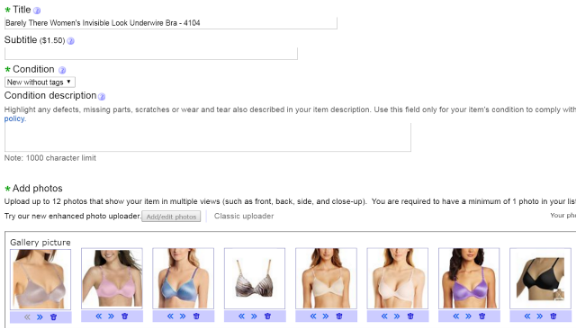 * Title
Barely There Women's Invisible Look Underwire Bra - 4104
Subtitle ($1.50)
* Condition
New without tags
Condition description
Highlight any defects, missing parts, scratches or wear and tear also described in your item description. Use this field only for your item's condition to comply with
policy.
Note: 1000 character limit
* Add photos
Upload up to 12 photos that show your item in multiple views (such as front, back, side, and close-up). You are required to have a minimum of 1 photo in your list
Try our new enhanced photo uploader. Add/edit photos Classic uploader Your pho
Gallery picture